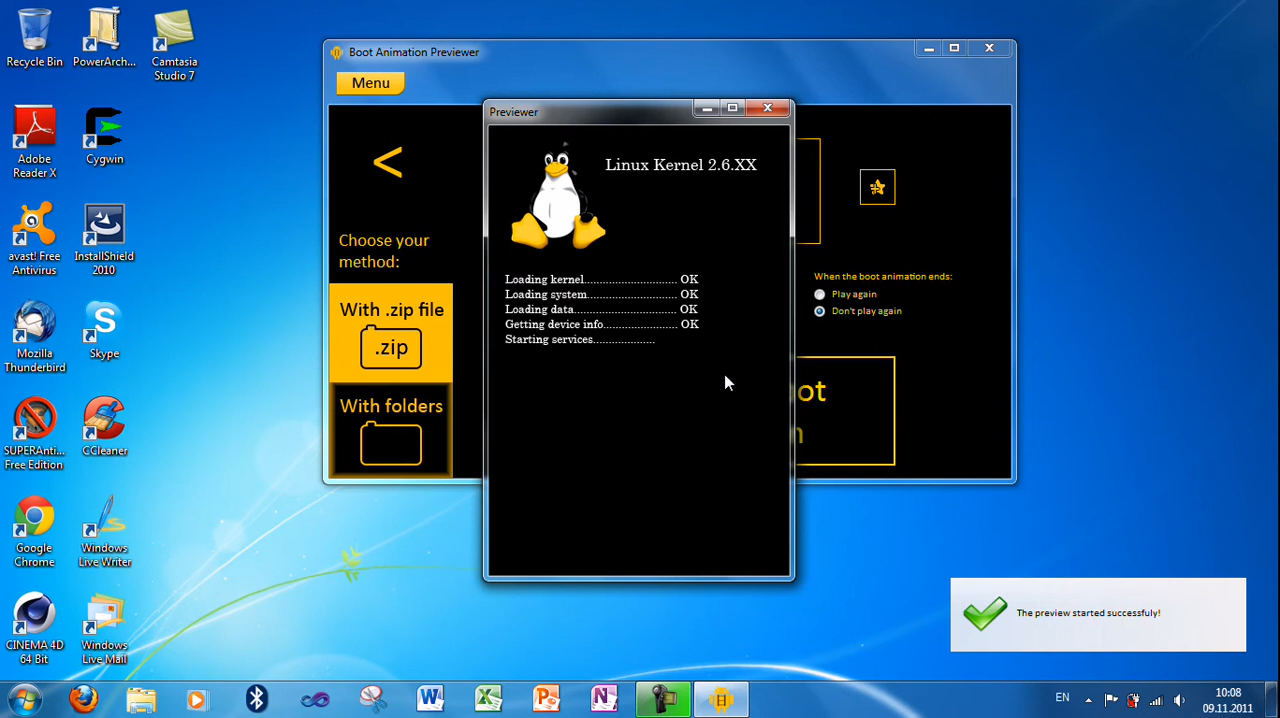 Recycle Bin
PowerArch...
Camtasia
Studio 7
Adobe
Reader X
Cygwin
avast! Free
Antivirus
InstallShield
2010
Mozilla
Thunderbird
Skype
SUPERAnti...
Free Edition
CCleaner
Google
Chrome
Windows
Live Writer
CINEMA 4D
64 Bit
Windows
Live Mail
Boot Animation Previewer
Menu
<
Choose your
method:
With .zip file
.zip
With folders
Previewer
Linux Kernel 2.6.XX
Loading kernel............................... OK
Loading system.............................. OK
Loading data.................................. OK
Getting device info......................... OK
Starting services....................
When the boot animation ends:
Play again
Don't play again
oot
n
The preview started successfuly!
EN
10:08
09.11.2011